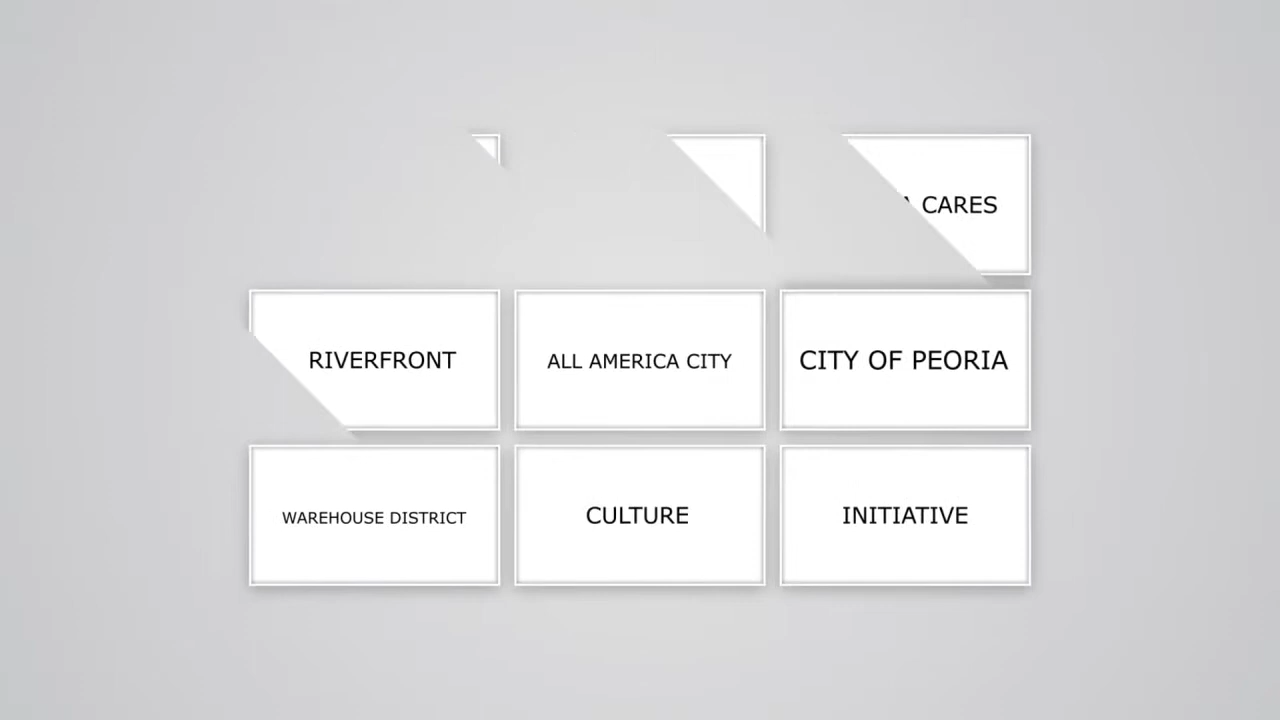 CARES
RIVERFRONT
ALL AMERICA CITY
CITY OF PEORIA
WAREHOUSE DISTRICT
CULTURE
INITIATIVE